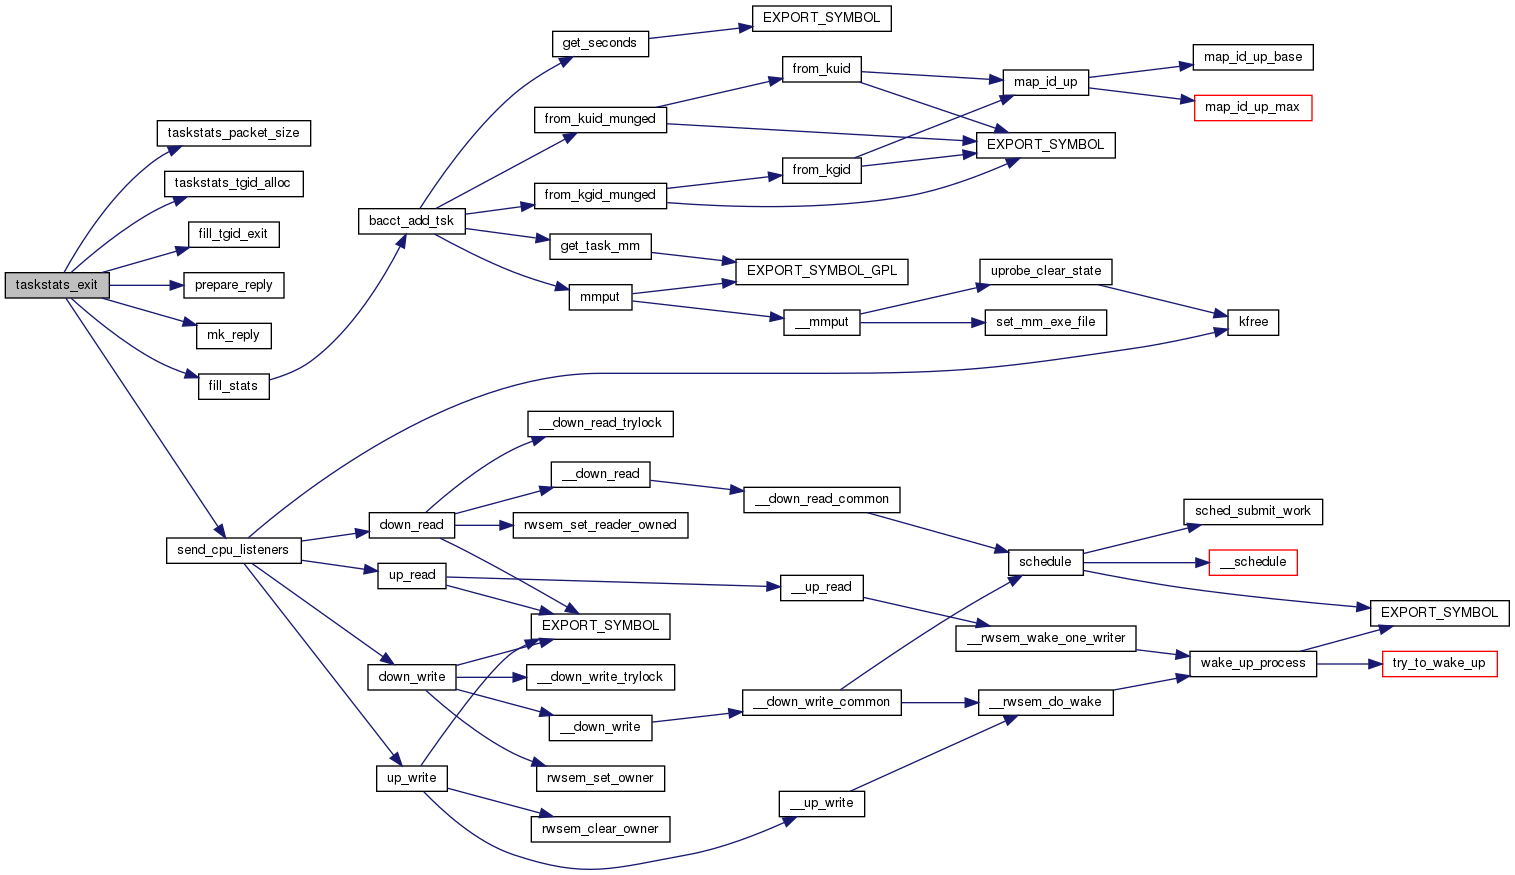 EXPORT_SYMBOL
get_seconds
map_id_up_base
from_kuid
map_id_up
map_id_up_max
from_kuid_munged
taskstats_packet_size
EXPORT_SYMBOL
from_kgid
taskstats_tgid_alloc
from_kgid_munged
bacct_add_tsk
fill_tgid_exit
get_task_mm
EXPORT_SYMBOL_GPL
uprobe_clear_state
taskstats_exit
prepare_reply
mmput
__mmput
set_mm_exe_file
kfree
mk_reply
fill_stats
__down_read_trylock
__down_read
__down_read_common
sched_submit_work
down_read
rwsem_set_reader_owned
send_cpu_listeners
schedule
__schedule
up_read
__up_read
EXPORT_SYMBOL
EXPORT_SYMBOL
__rwsem_wake_one_writer
wake_up_process
try_to_wake_up
down_write
__down_write_trylock
__down_write_common
__rwsem_do_wake
__down_write
up_write
rwsem_set_owner
__up_write
rwsem_clear_owner